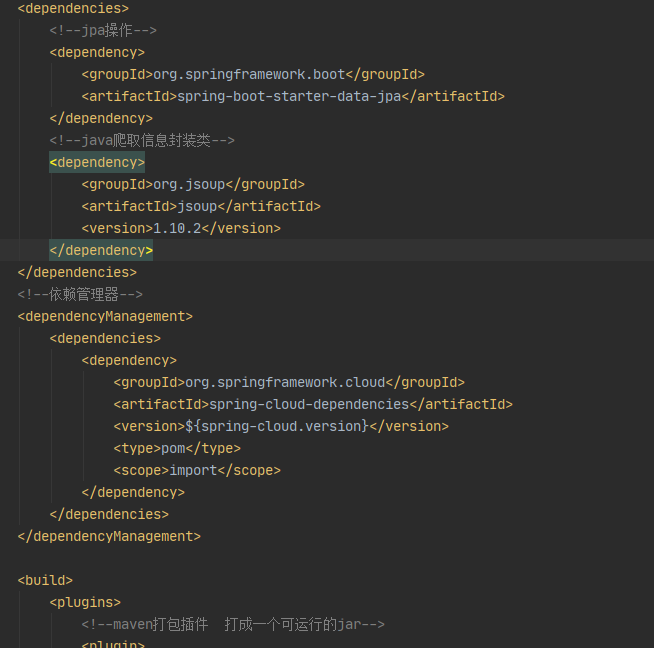 <dependencies>
<!--jpa操作-->
<dependency>
<groupId>org.springframework.boot</groupId>
<artifactId>spring-boot-starter-data-jpa</artifactId>
</dependency>
<!--java爬取信息封装类-->
<dependency>
<groupId>org.jsoup</groupId>
<artifactId>jsoup</artifactId>
<version>1.10.2</version>
</dependency>
</dependencies>
<!--依赖管理器-->
<dependencyManagement>
<dependencies>
<dependency>
<groupId>org.springframework.cloud</groupId>
<artifactId>spring-cloud-dependencies</artifactId>
<version>${spring-cloud.version}</version>
<type>pom</type>
<scope>import</scope>
</dependency>
</dependencies>
</dependencyManagement>
<build>
<plugins>
<!--maven打包插件  打成一个可运行的jar-->
<plugin>